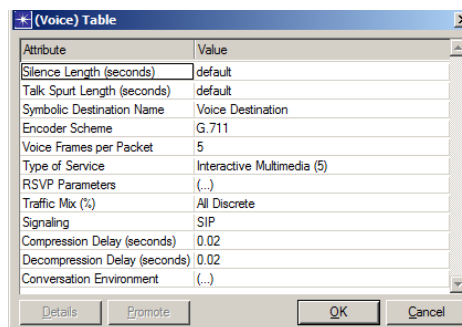 (Voice) Table
Attribute Value
Silence Length (seconds) default
Talk Spurt Length (seconds) default
Symbolic Destination Name Voice Destination
Encoder Scheme G.711
Voice Frames per Packet 5
Type of Service Interactive Multimedia (5)
RSVP Parameters (...)
Traffic Mix (%) All Discrete
Signaling SIP
Compression Delay (seconds) 0.02
Decompression Delay (seconds) 0.02
Conversation Environment (...)
Details Promote OK Cancel